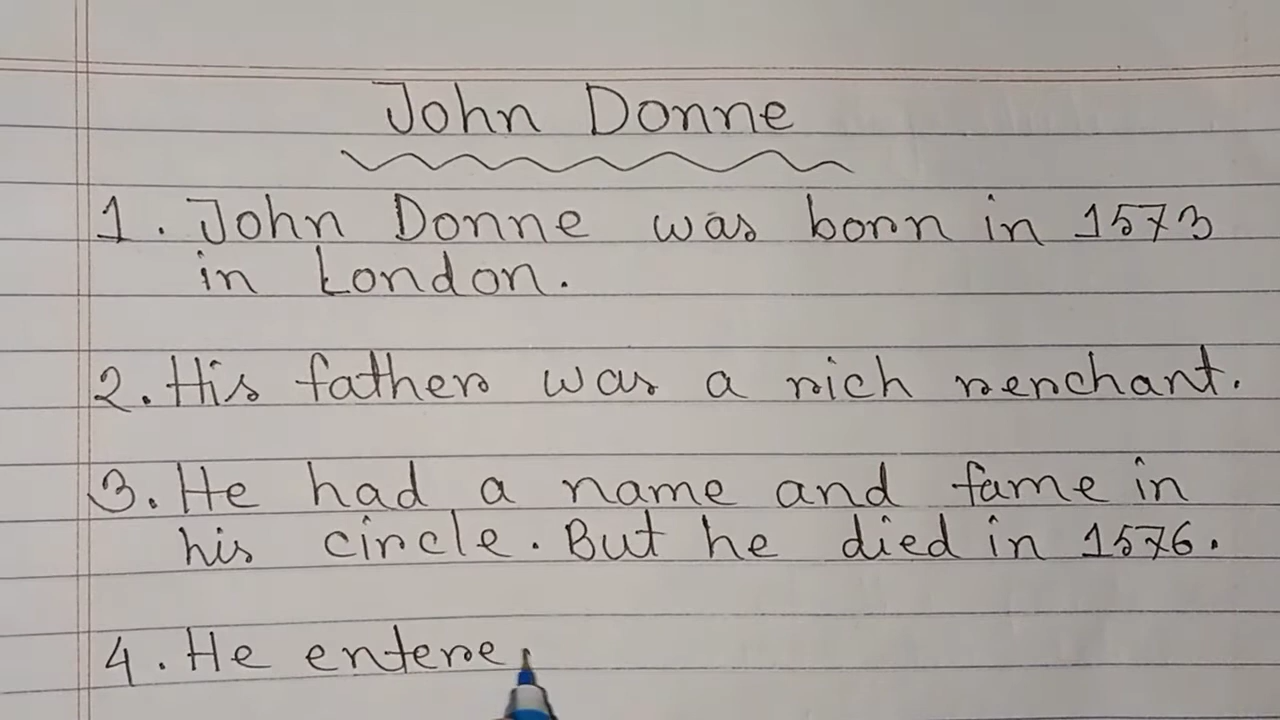 John Donne
1. John Donne was born in 1573
in London.
2. His father was a rich merchant.
3. He had a name and fame in
his circle. But he died in 1576.
4. He entere